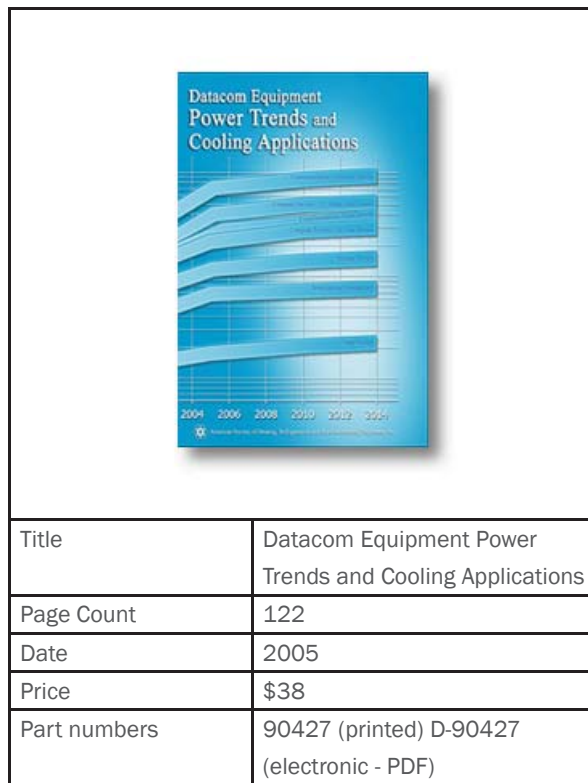 Datacom Equipment
Power Trends and
Cooling Applications
2004 2006 2008 2010 2012 2014
Title
Datacom Equipment Power
Trends and Cooling Applications
Page Count
122
Date
2005
Price
$38
Part numbers
90427 (printed) D-90427
(electronic - PDF)